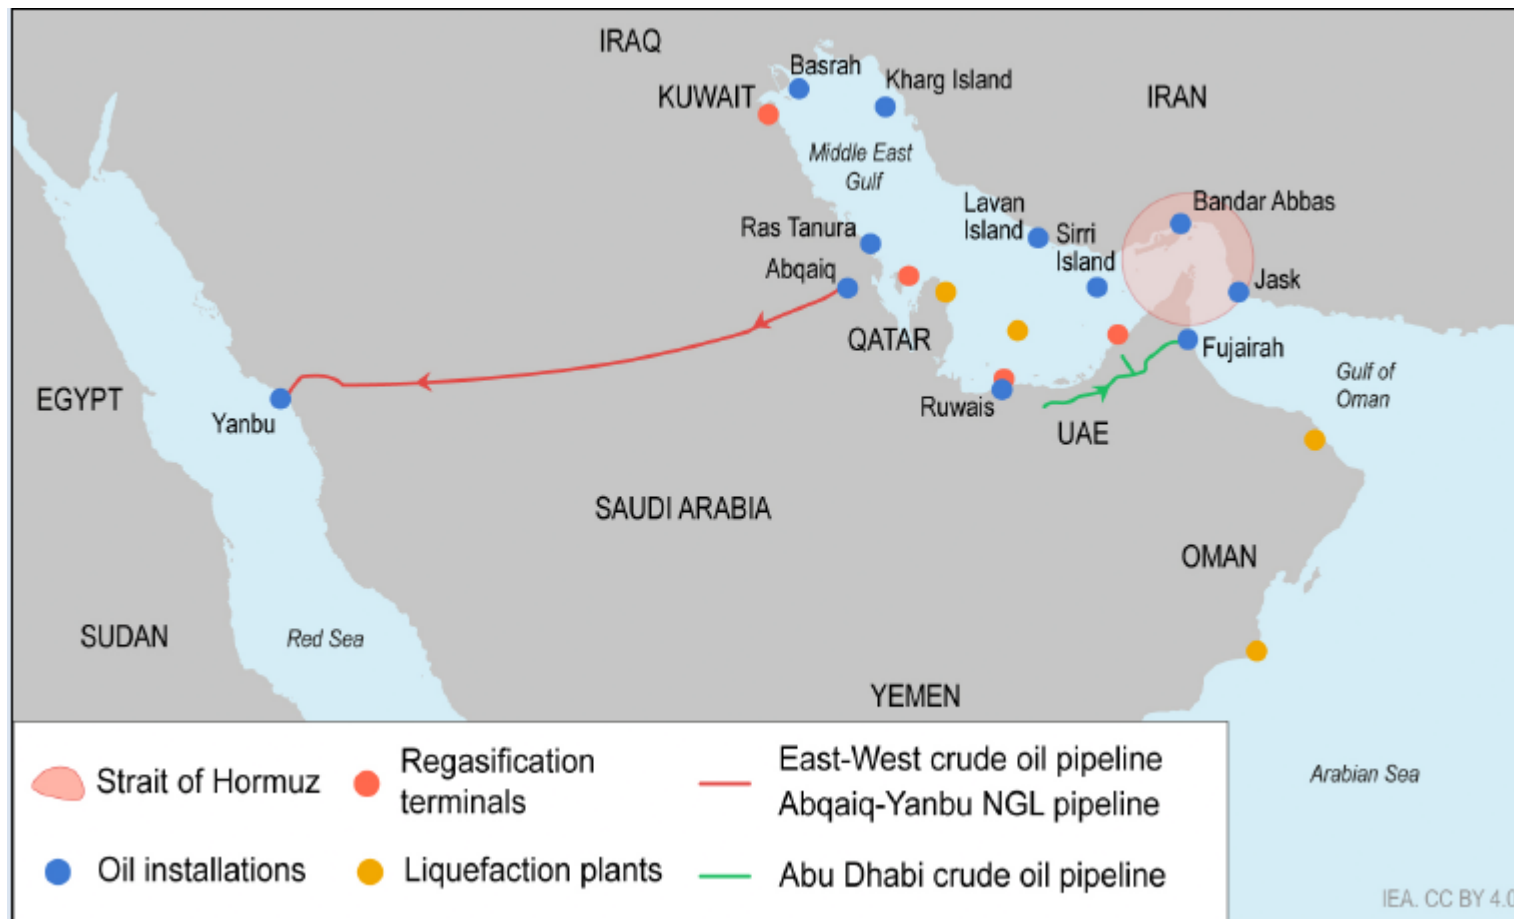 IRAQ
Basrah
KUWAIT
Kharg Island
IRAN
Middle East
Gulf
Lavan
Island
Bandar Abbas
Ras Tanura
Sirri
Island
Abqaiq
Jask
QATAR
Fujairah
Gulf of
Oman
EGYPT
Yanbu
Ruwais
UAE
SAUDI ARABIA
OMAN
SUDAN
Red Sea
YEMEN
Arabian Sea
Strait of Hormuz
Regasification
terminals
East-West crude oil pipeline
Abqaiq-Yanbu NGL pipeline
Oil installations
Liquefaction plants
Abu Dhabi crude oil pipeline
IEA. CC BY 4.0